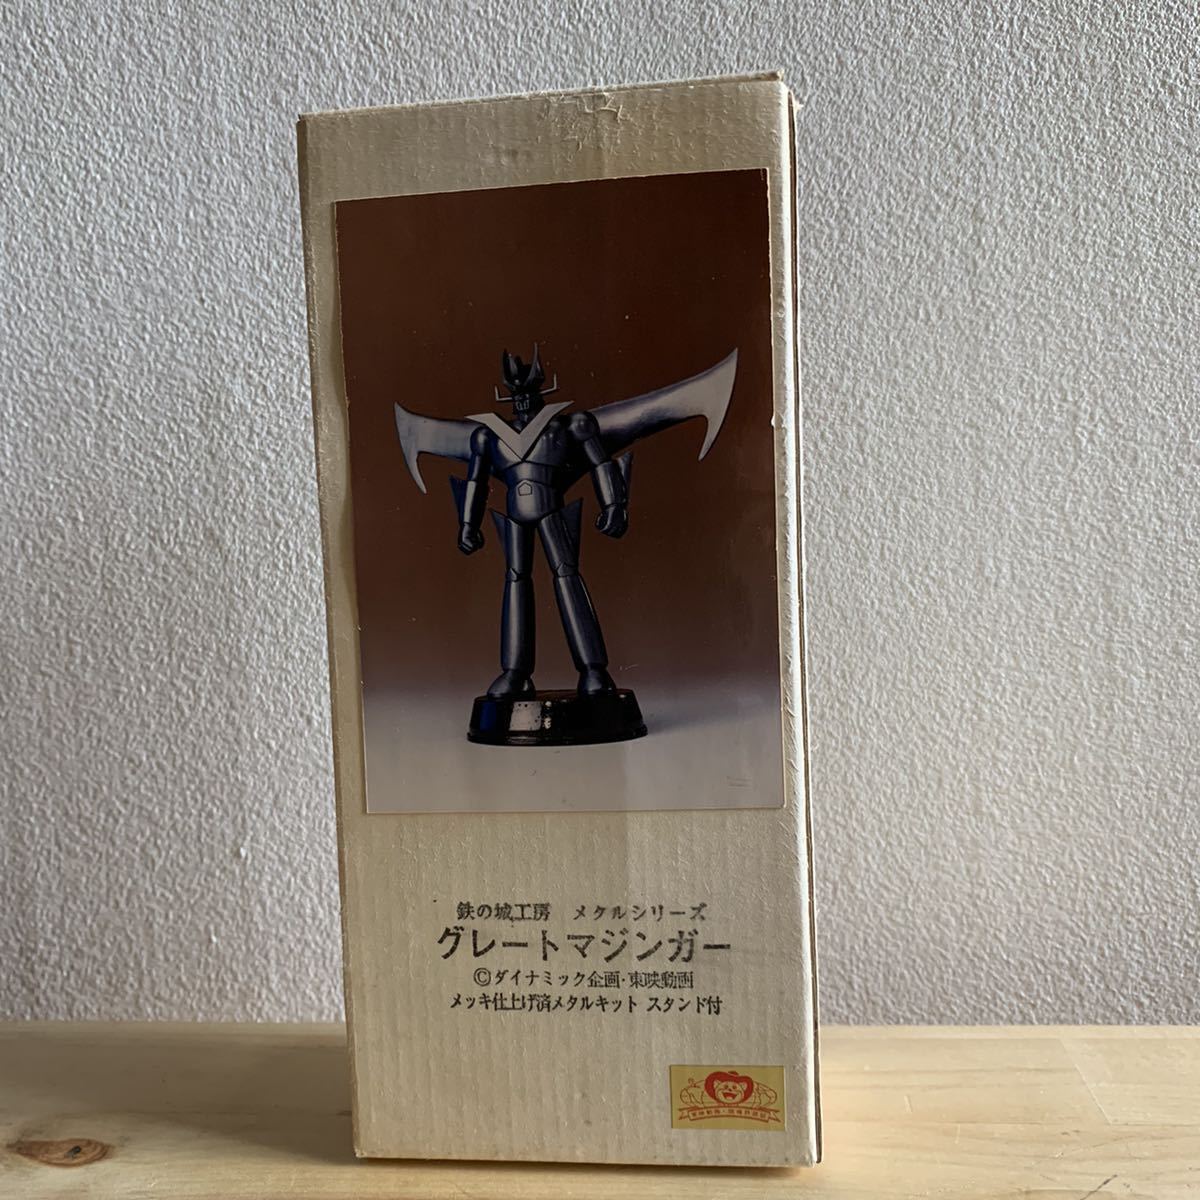 鉄の城工房　メタルシリーズ
グレートマジンガー
©ダイナミック企画・東映動画
メッキ仕上げ済メタルキット スタンド付